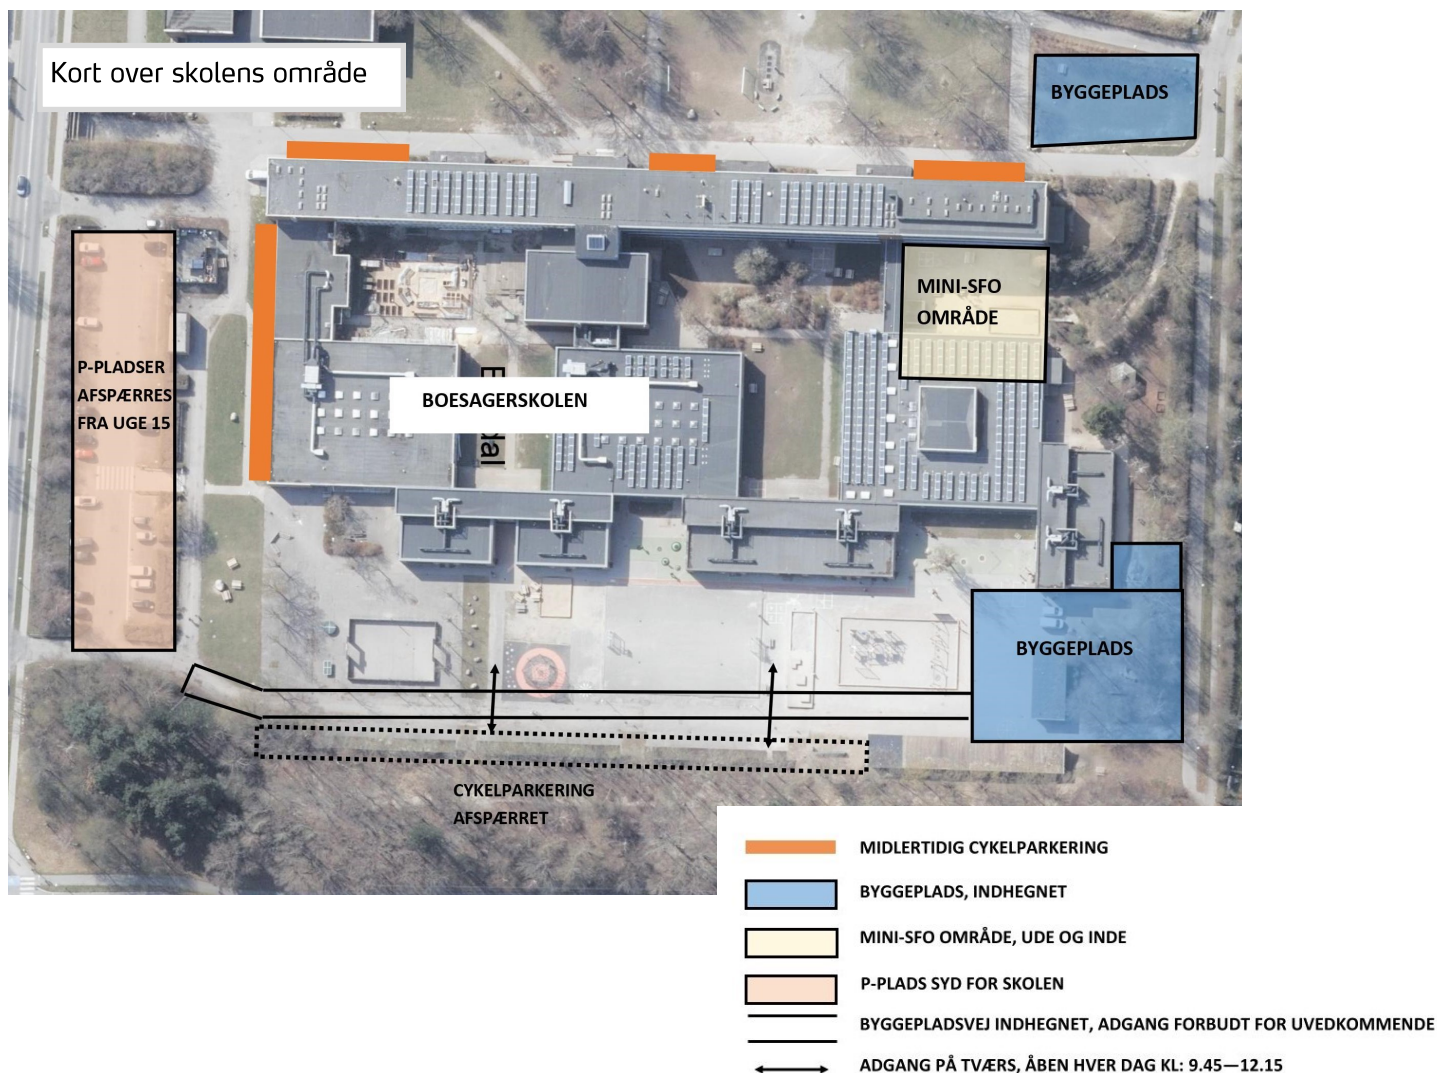 Kort over skolens område
BYGGEPLADS
MINI-SFO
OMRÅDE
P-PLADSER
AFSPÆRRES
FRA UGE 15
BOESAGERSKOLEN
BYGGEPLADS
CYKELPARKERING
AFSPÆRRET
MIDLERTIDIG CYKELPARKERING
BYGGEPLADS, INDHEGNET
MINI-SFO OMRÅDE, UDE OG INDE
P-PLADS SYD FOR SKOLEN
BYGGEPLADSVEJ INDHEGNET, ADGANG FORBUDT FOR UVEDKOMMENDE
ADGANG PÅ TVÆRS, ÅBEN HVER DAG KL: 9.45—12.15